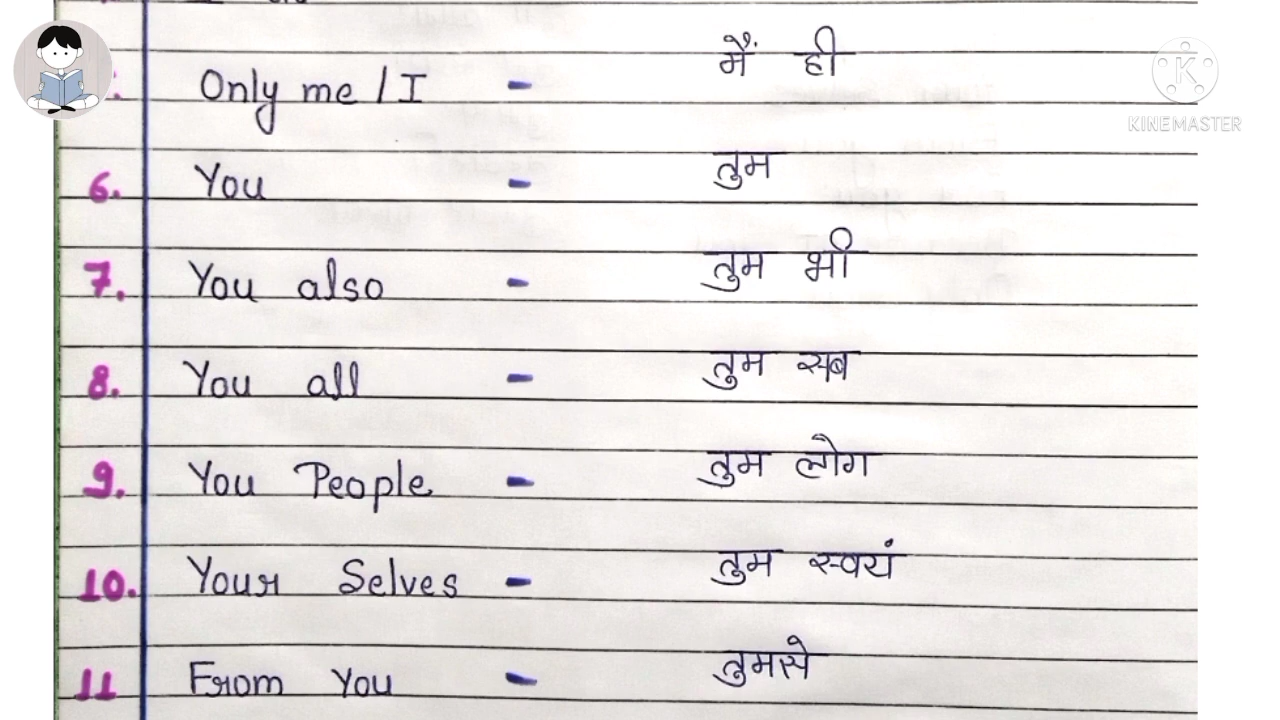 Only me / I - मैं ही
KINEMASTER
6. You - तुम
7. You also - तुम भी
8. You all - तुम सब
9. You People - तुम लोग
10. Your Selves - तुम स्वयं
11 From You - तुमसे